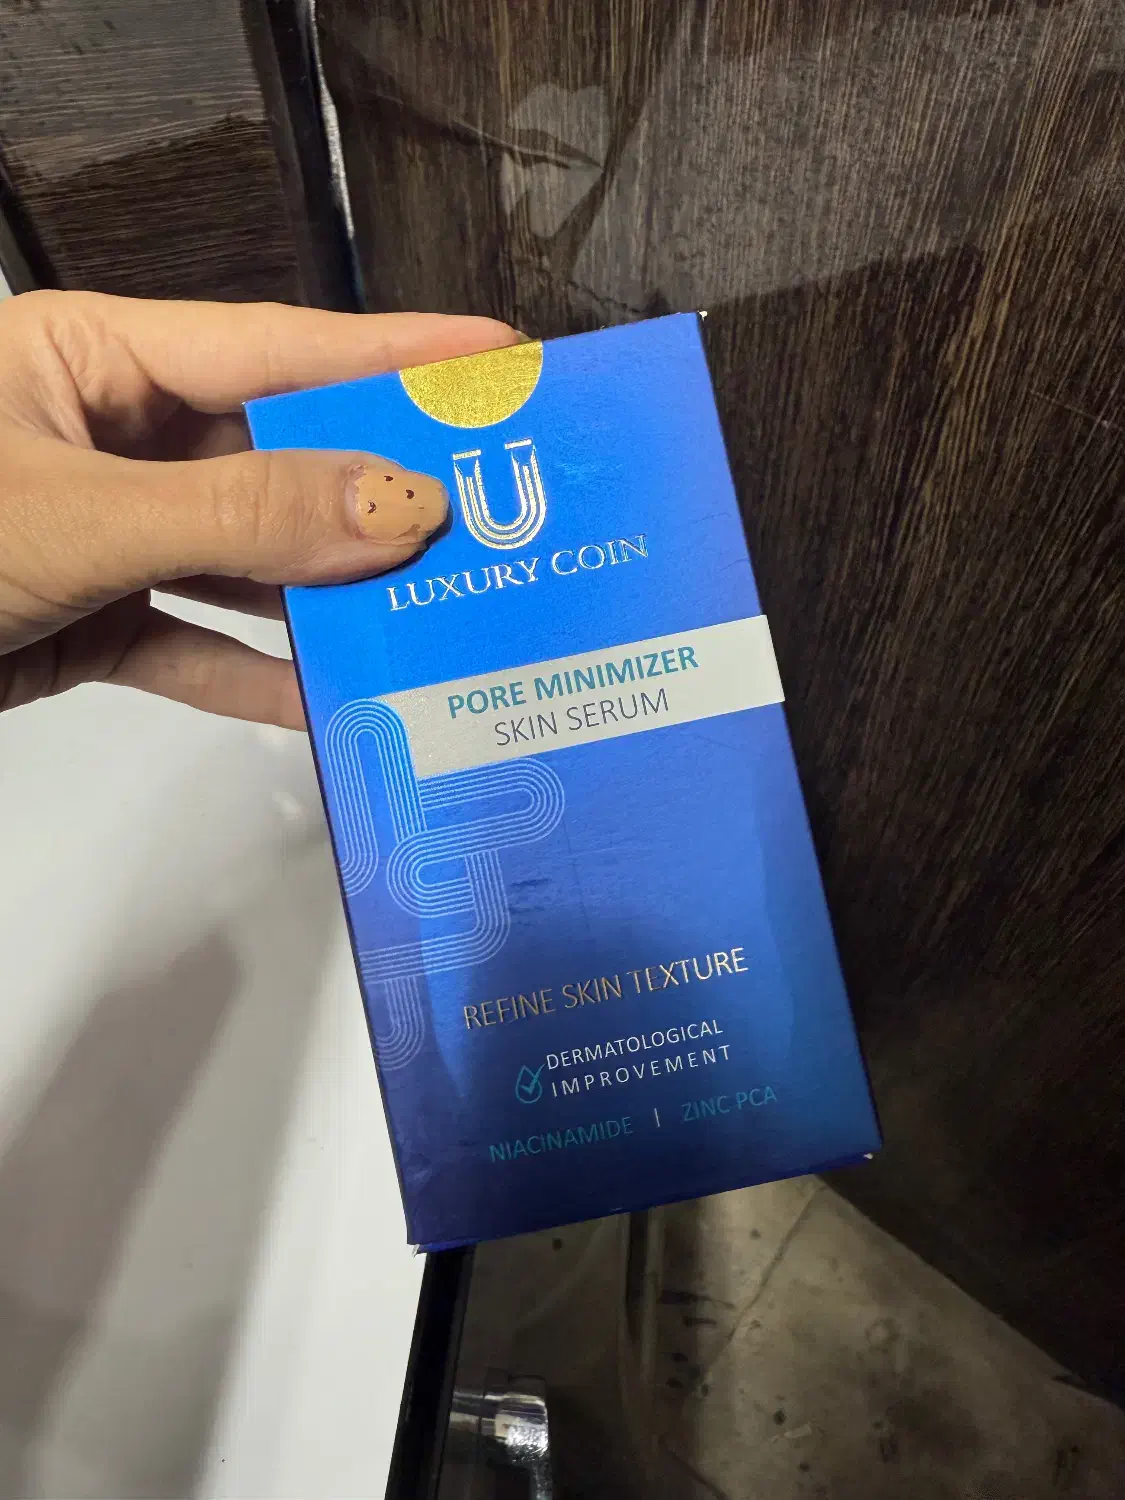 LUXURY COIN
PORE MINIMIZER
SKIN SERUM
REFINE SKIN TEXTURE
DERMATOLOGICAL
IMPROVEMENT
NIACINAMIDE | ZINC PCA